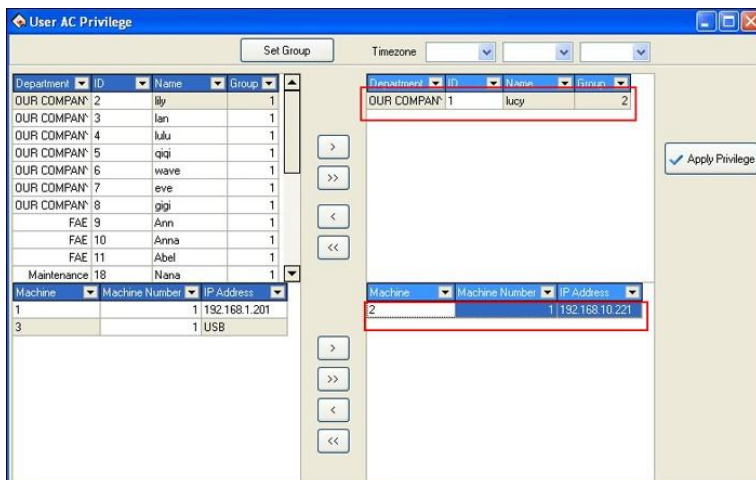 User AC Privilege
Set Group
Timezone
Department ID Name Group
OUR COMPAN 2 lily 1
OUR COMPAN 3 lan 1
OUR COMPAN 4 lulu 1
OUR COMPAN 5 qiqi 1
OUR COMPAN 6 wave 1
OUR COMPAN 7 eve 1
OUR COMPAN 8 gigi 1
FAE 9 Ann 1
FAE 10 Anna 1
FAE 11 Abel 1
Maintenance 18 Nana 1
>
>>
<
<<
Department ID Name Group
OUR COMPAN 1 lucy 2
Apply Privilege
Machine Machine Number IP Address
1 1 192.168.1.201
3 1 USB
>
>>
<
<<
Machine Machine Number IP Address
2 1 192.168.10.221